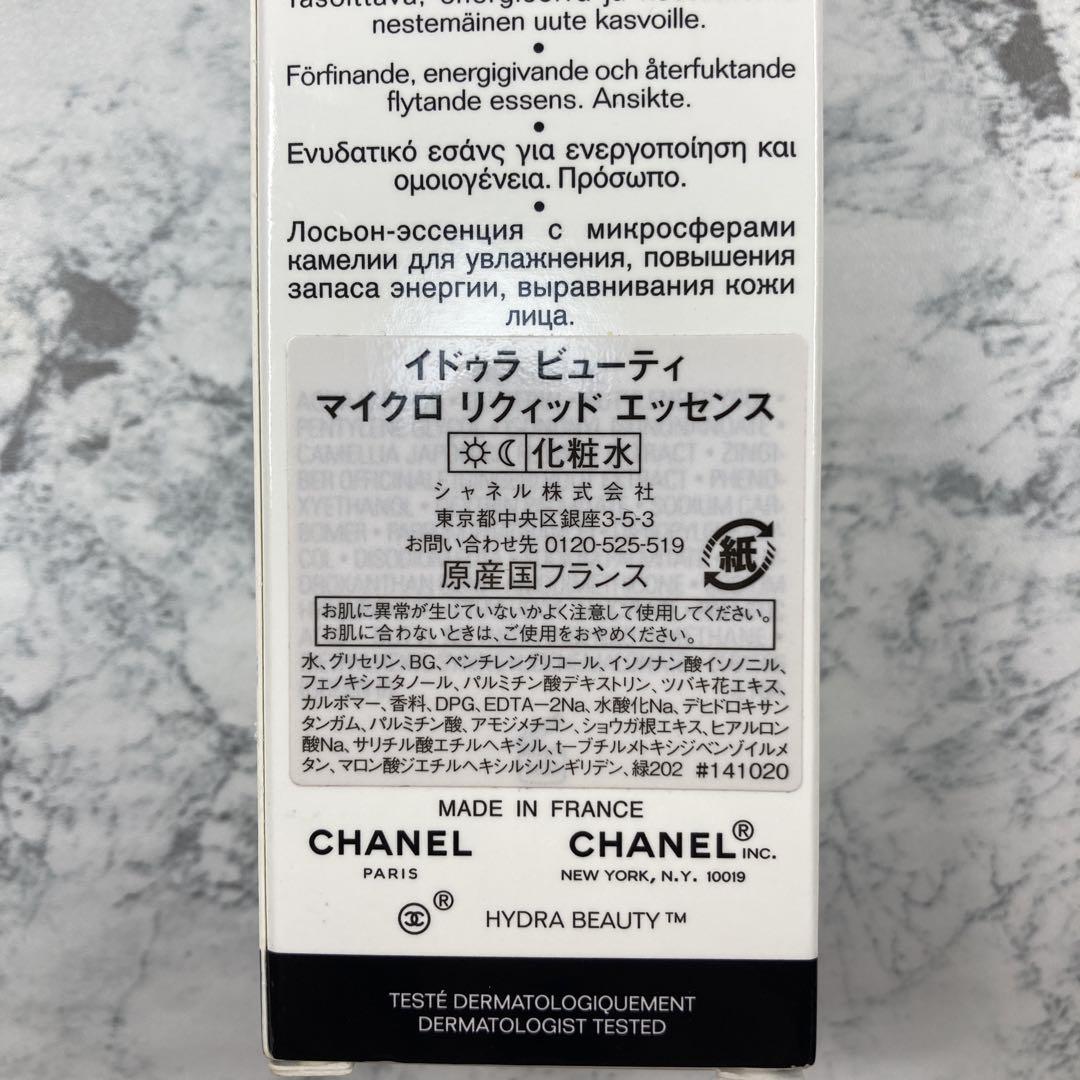 nestemäinen uute kasvoille.
•
Förfinande, energigivande och återfuktande
flytande essens. Ansikte.
•
Ενυδατικό εσάνς για ενεργοποίηση και
ομοιογένεια. Πρόσωπο.
•
Лосьон-эссенция с микросферами
камелии для увлажнения, повышения
запаса энергии, выравнивания кожи
лица.
イドゥラ ビューティ
マイクロ リクィッド エッセンス
化粧水
シャネル株式会社
東京都中央区銀座3-5-3
お問い合わせ先 0120-525-519
紙
原産国フランス
お肌に異常が生じていないかよく注意して使用してください。
お肌に合わないときは、ご使用をおやめください。
水、グリセリン、BG、ペンチレングリコール、イソノナン酸イソノニル、
フェノキシエタノール、パルミチン酸デキストリン、ツバキ花エキス、
カルボマー、香料、DPG、EDTA-2Na、水酸化Na、デヒドロキサン
タンガム、パルミチン酸、アモジメチコン、ショウガ根エキス、ヒアルロン
酸Na、サリチル酸エチルヘキシル、t-ブチルメトキシジベンゾイルメ
タン、マロン酸ジエチルヘキシルシリンギリデン、緑202 #141020
MADE IN FRANCE
CHANEL CHANEL® INC.
PARIS NEW YORK, N.Y. 10019
® HYDRA BEAUTY™
TESTÉ DERMATOLOGIQUEMENT
DERMATOLOGIST TESTED